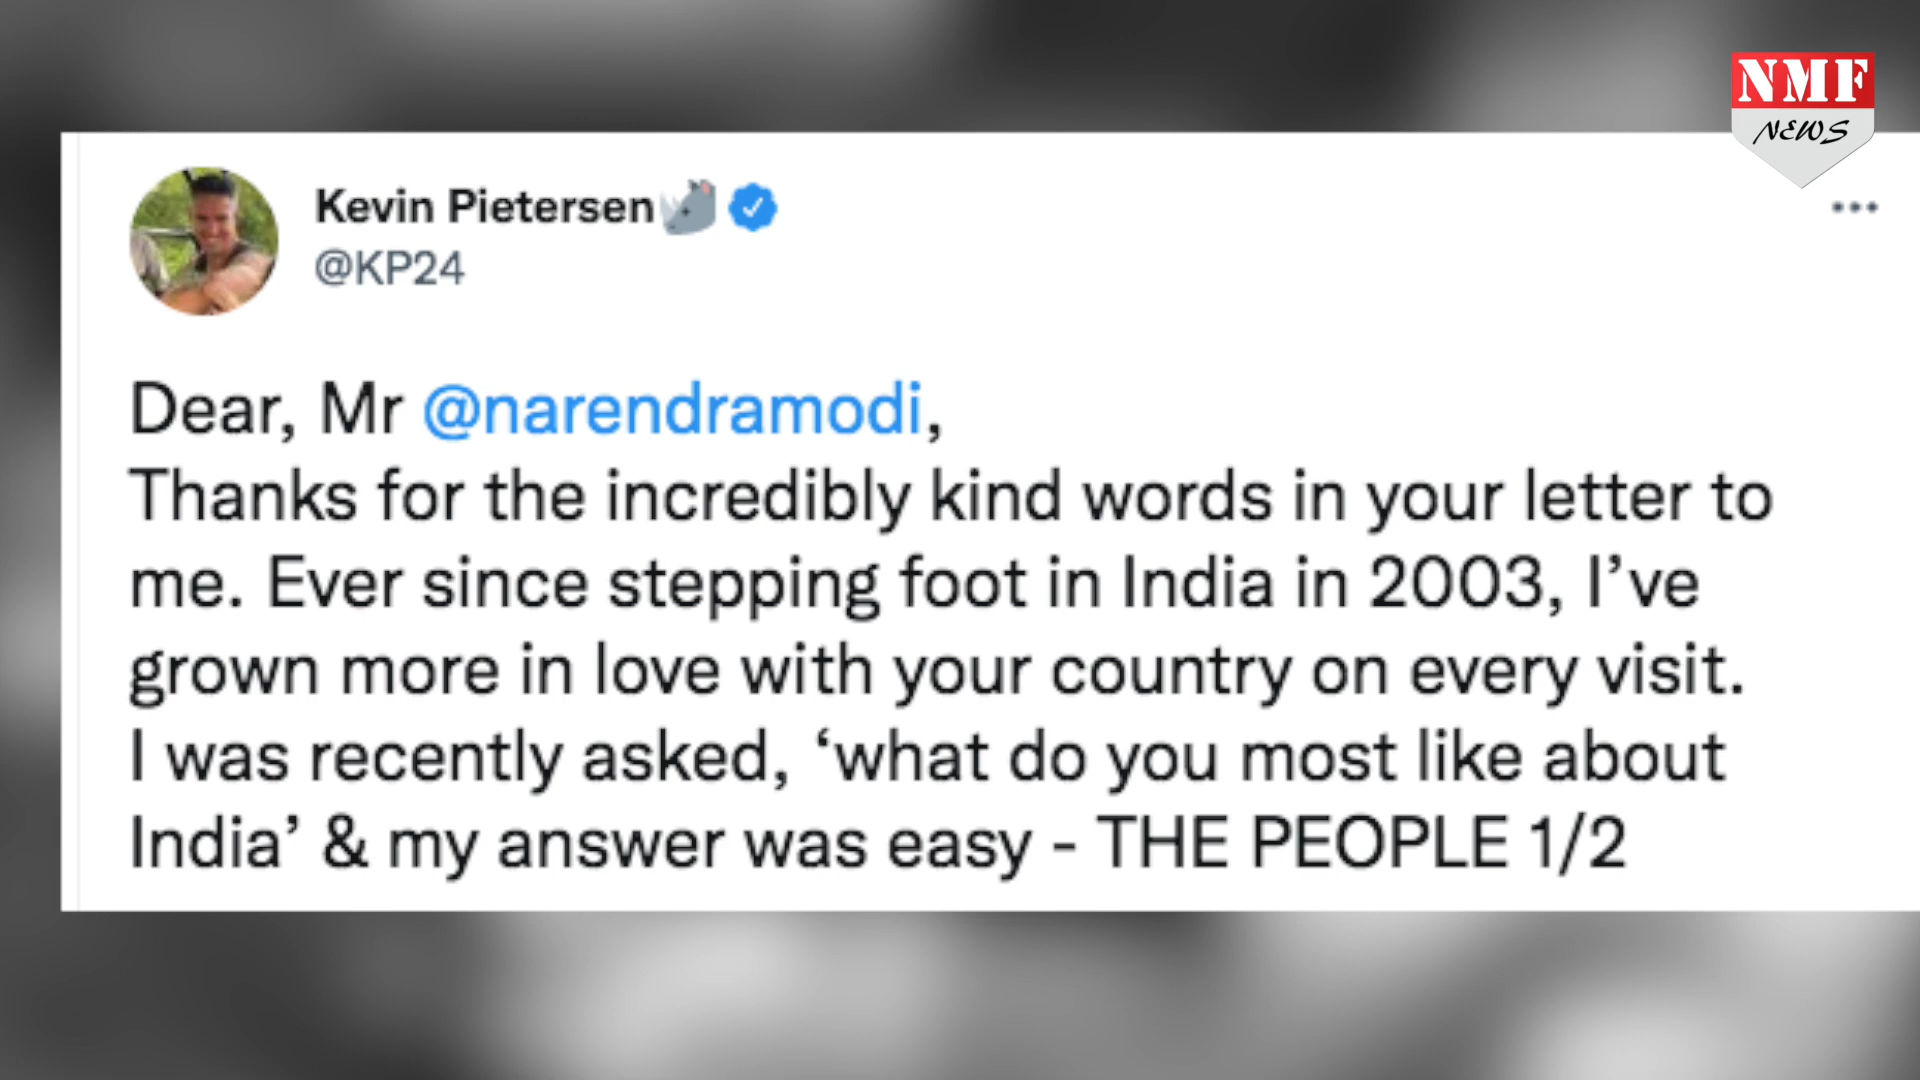 NMF
NEWS
Kevin Pietersen
@KP24
Dear, Mr @narendramodi,
Thanks for the incredibly kind words in your letter to
me. Ever since stepping foot in India in 2003, I’ve
grown more in love with your country on every visit.
I was recently asked, ‘what do you most like about
India’ & my answer was easy - THE PEOPLE 1/2